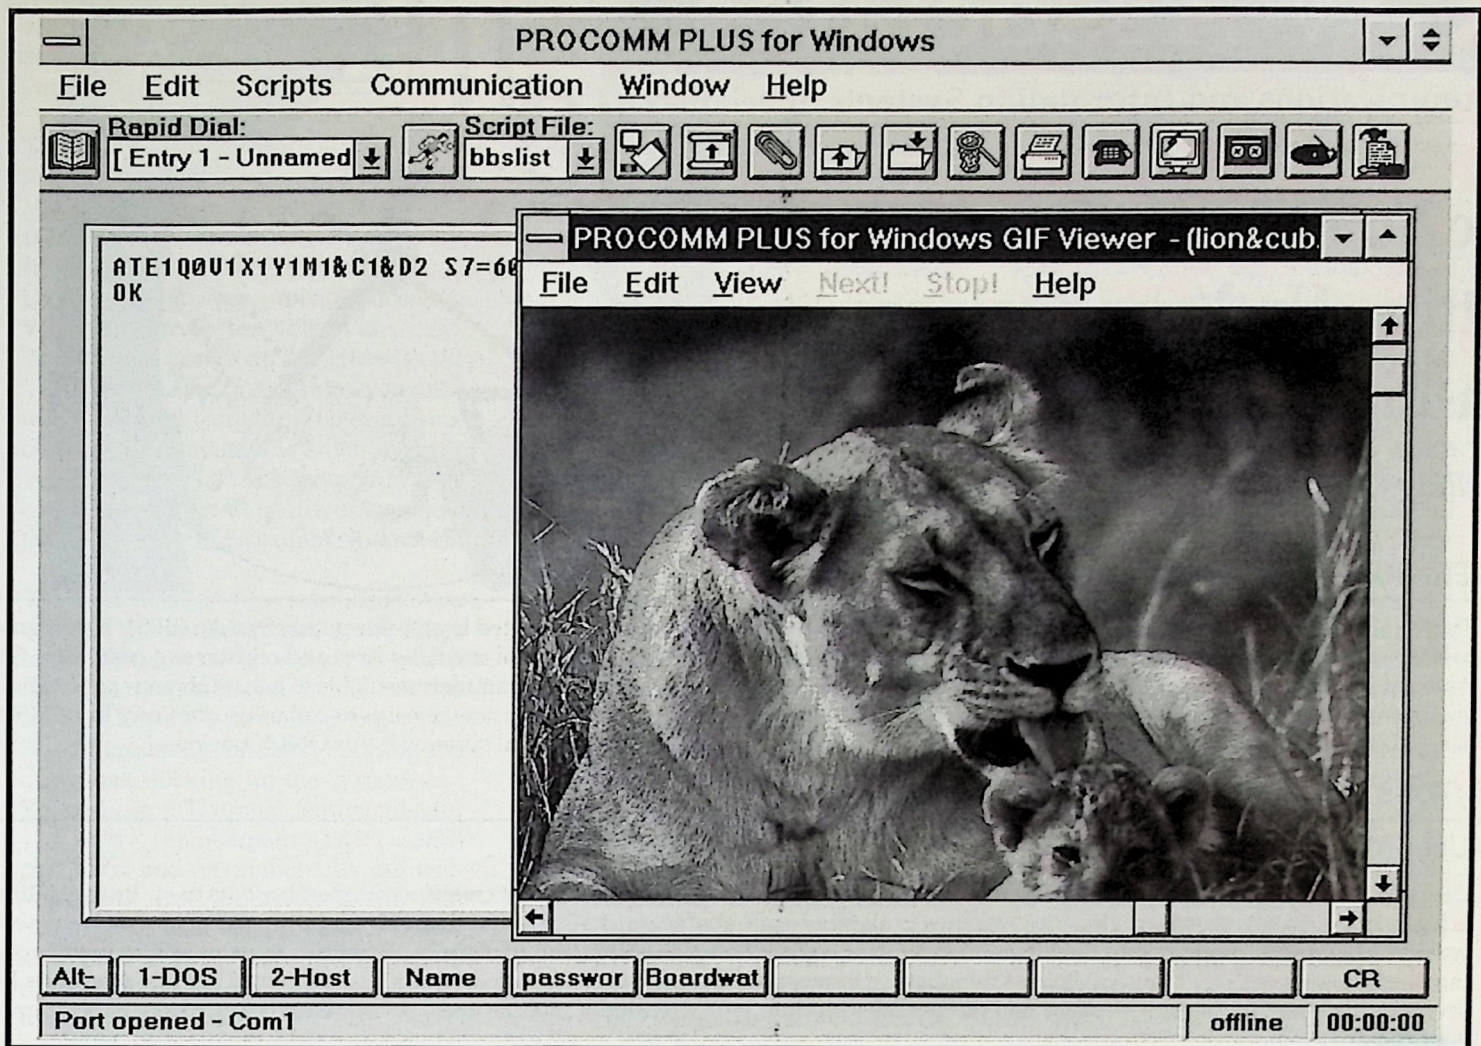 PROCOMM PLUS for Windows
File Edit Scripts Communication Window Help
Rapid Dial:
[ Entry 1 - Unnamed
Script File:
bbslist
ATE1Q0V1X1Y1M1&C1&D2 S7=60
OK
PROCOMM PLUS for Windows GIF Viewer - (lion&cub.
File Edit View Next! Stop! Help
Alt- 1-DOS 2-Host Name passwor Boardwat CR
Port opened - Com1 offline 00:00:00